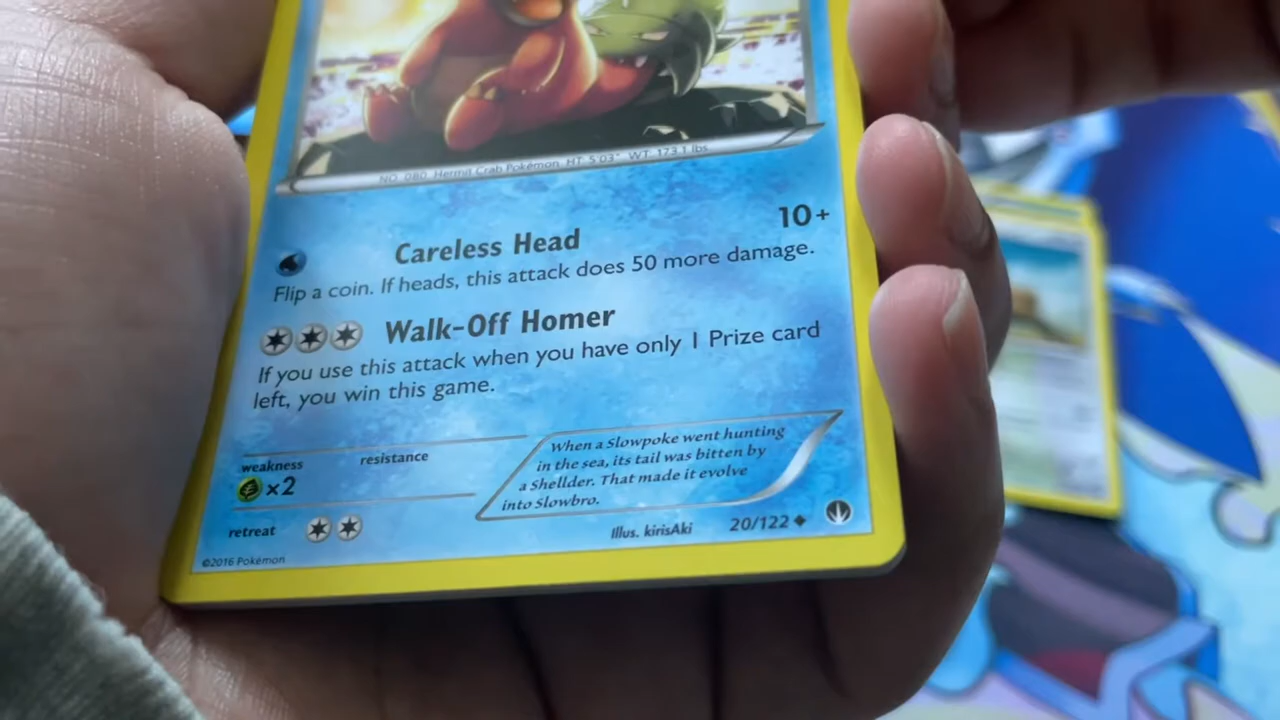 NO. 080 Hermit Crab Pokémon HT 5'03" WT 173.1 lbs.
Careless Head 10+
Flip a coin. If heads, this attack does 50 more damage.
Walk-Off Homer
If you use this attack when you have only 1 Prize card
left, you win this game.
weakness resistance
×2
retreat
When a Slowpoke went hunting
in the sea, its tail was bitten by
a Shellder. That made it evolve
into Slowbro.
Illus. kirisAki 20/122
©2016 Pokémon